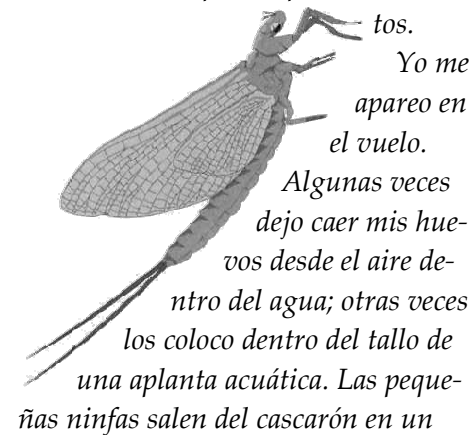 tos.
Yo me
apareo en
el vuelo.
Algunas veces
dejo caer mis hue-
vos desde el aire de-
ntro del agua; otras veces
los coloco dentro del tallo de
una aplanta acuática. Las peque-
ñas ninfas salen del cascarón en un